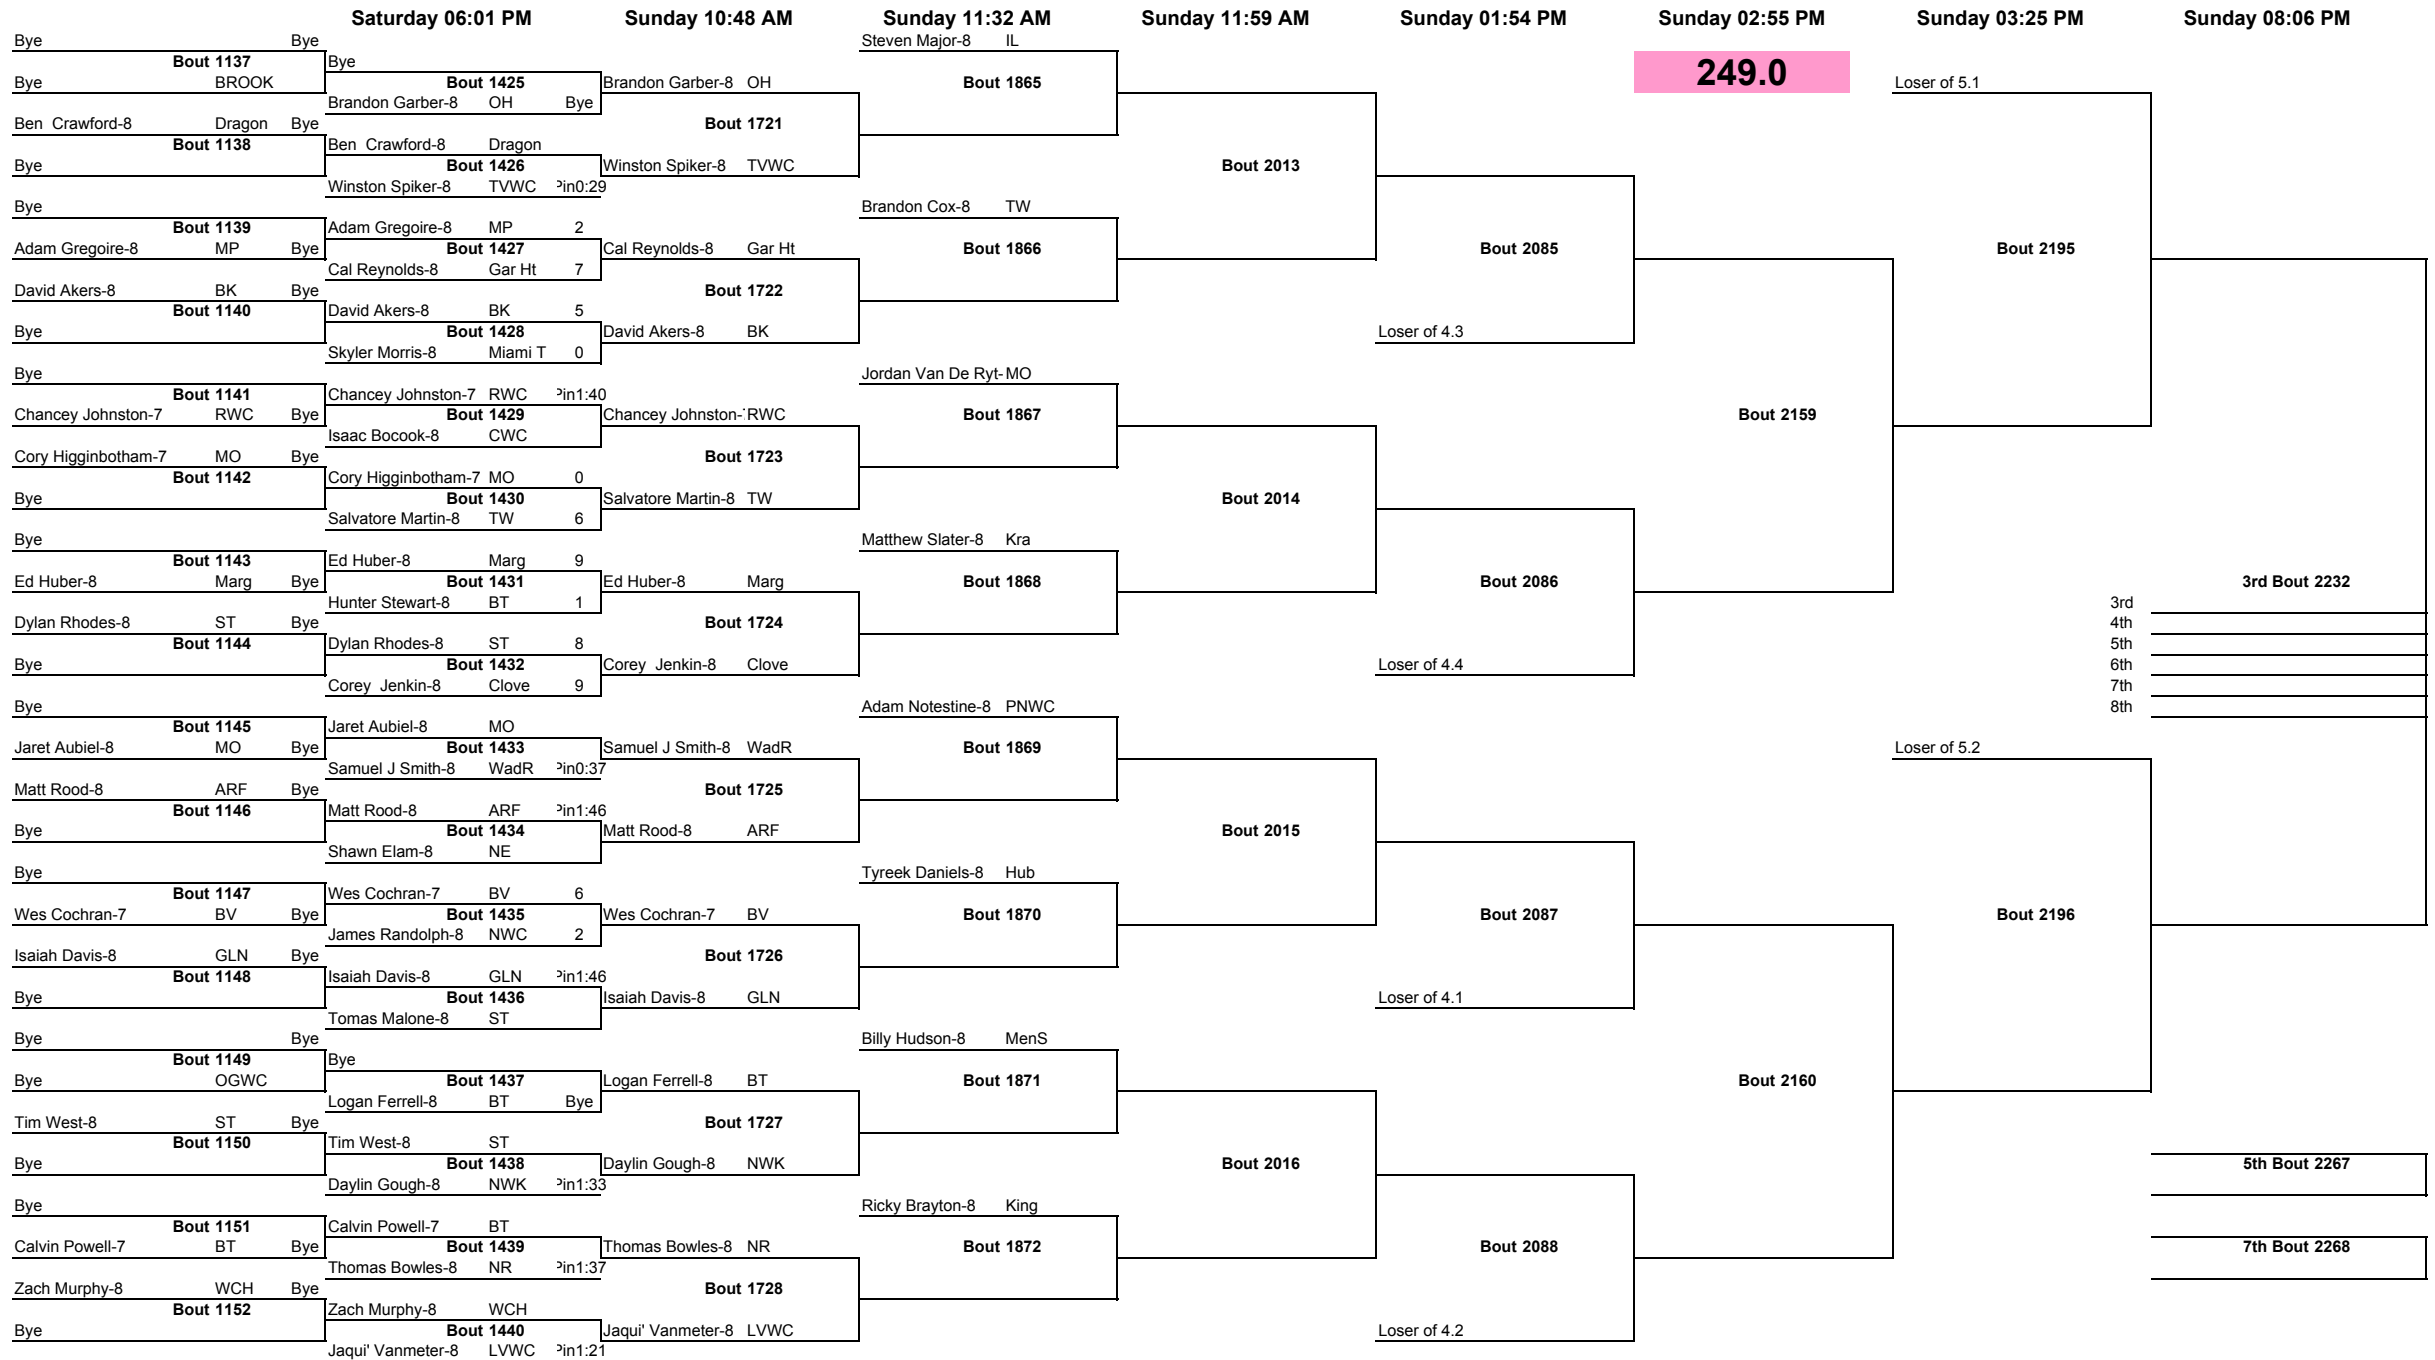 Saturday 06:01 PM Sunday 10:48 AM Sunday 11:32 AM Sunday 11:59 AM Sunday 01:54 PM Sunday 02:55 PM Sunday 03:25 PM Sunday 08:06 PM
Bye Bye Steven Major-8 IL
Bout 1137 Bye
Bye BROOK Bout 1425 Brandon Garber-8 OH Bout 1865 249.0 Loser of 5.1
Brandon Garber-8 OH Bye
Ben Crawford-8 Dragon Bye Bout 1721
Bout 1138 Ben Crawford-8 Dragon
Bye Bout 1426 Winston Spiker-8 TVWC Bout 2013
Winston Spiker-8 TVWC Pin0:29
Bye Brandon Cox-8 TW
Bout 1139 Adam Gregoire-8 MP 2
Adam Gregoire-8 MP Bye Bout 1427 Cal Reynolds-8 Gar Ht Bout 1866 Bout 2085 Bout 2195
Cal Reynolds-8 Gar Ht 7
David Akers-8 BK Bye Bout 1722
Bout 1140 David Akers-8 BK 5
Bye Bout 1428 David Akers-8 BK Loser of 4.3
Skyler Morris-8 Miami T 0
Bye Jordan Van De Ryt- MO
Bout 1141 Chancey Johnston-7 RWC Pin1:40
Chancey Johnston-7 RWC Bye Bout 1429 Chancey Johnston- RWC Bout 1867 Bout 2159
Isaac Bocook-8 CWC
Cory Higginbotham-7 MO Bye Bout 1723
Bout 1142 Cory Higginbotham-7 MO 0
Bye Bout 1430 Salvatore Martin-8 TW Bout 2014
Salvatore Martin-8 TW 6
Bye Matthew Slater-8 Kra
Bout 1143 Ed Huber-8 Marg 9
Ed Huber-8 Marg Bye Bout 1431 Ed Huber-8 Marg Bout 1868 Bout 2086 3rd Bout 2232
Hunter Stewart-8 BT 1 3rd
Dylan Rhodes-8 ST Bye Bout 1724 4th
Bout 1144 Dylan Rhodes-8 ST 8 5th
Bye Bout 1432 Corey Jenkin-8 Clove Loser of 4.4 6th
Corey Jenkin-8 Clove 9 7th
Bye Adam Notestine-8 PNWC 8th
Bout 1145 Jaret Aubiel-8 MO
Jaret Aubiel-8 MO Bye Bout 1433 Samuel J Smith-8 WadR Bout 1869 Loser of 5.2
Samuel J Smith-8 WadR Pin0:37
Matt Rood-8 ARF Bye Bout 1725
Bout 1146 Matt Rood-8 ARF Pin1:46
Bye Bout 1434 Matt Rood-8 ARF Bout 2015
Shawn Elam-8 NE
Bye Tyreek Daniels-8 Hub
Bout 1147 Wes Cochran-7 BV 6
Wes Cochran-7 BV Bye Bout 1435 Wes Cochran-7 BV Bout 1870 Bout 2087 Bout 2196
James Randolph-8 NWC 2
Isaiah Davis-8 GLN Bye Bout 1726
Bout 1148 Isaiah Davis-8 GLN Pin1:46
Bye Bout 1436 Isaiah Davis-8 GLN Loser of 4.1
Tomas Malone-8 ST
Bye Bye Billy Hudson-8 MenS
Bout 1149 Bye
Bye OGWC Bout 1437 Logan Ferrell-8 BT Bout 1871 Bout 2160
Logan Ferrell-8 BT Bye
Tim West-8 ST Bye Bout 1727
Bout 1150 Tim West-8 ST
Bye Bout 1438 Daylin Gough-8 NWK Bout 2016 5th Bout 2267
Daylin Gough-8 NWK Pin1:33
Bye Ricky Brayton-8 King
Bout 1151 Calvin Powell-7 BT
Calvin Powell-7 BT Bye Bout 1439 Thomas Bowles-8 NR Bout 1872 Bout 2088 7th Bout 2268
Thomas Bowles-8 NR Pin1:37
Zach Murphy-8 WCH Bye Bout 1728
Bout 1152 Zach Murphy-8 WCH
Bye Bout 1440 Jaqui' Vanmeter-8 LVWC Loser of 4.2
Jaqui' Vanmeter-8 LVWC Pin1:21